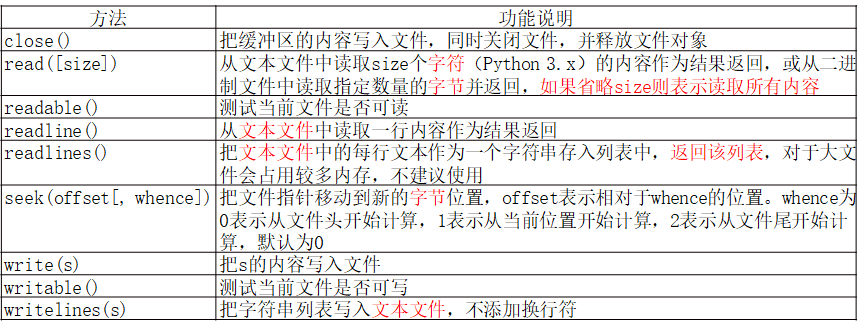 方法 功能说明
close() 把缓冲区的内容写入文件，同时关闭文件，并释放文件对象
read([size]) 从文本文件中读取size个字符（Python 3.x）的内容作为结果返回，或从二进
制文件中读取指定数量的字节并返回，如果省略size则表示读取所有内容
readable() 测试当前文件是否可读
readline() 从文本文件中读取一行内容作为结果返回
readlines() 把文本文件中的每行文本作为一个字符串存入列表中，返回该列表，对于大文
件会占用较多内存，不建议使用
seek(offset[, whence]) 把文件指针移动到新的字节位置，offset表示相对于whence的位置。whence为
0表示从文件头开始计算，1表示从当前位置开始计算，2表示从文件尾开始计
算，默认为0
write(s) 把s的内容写入文件
writable() 测试当前文件是否可写
writelines(s) 把字符串列表写入文本文件，不添加换行符